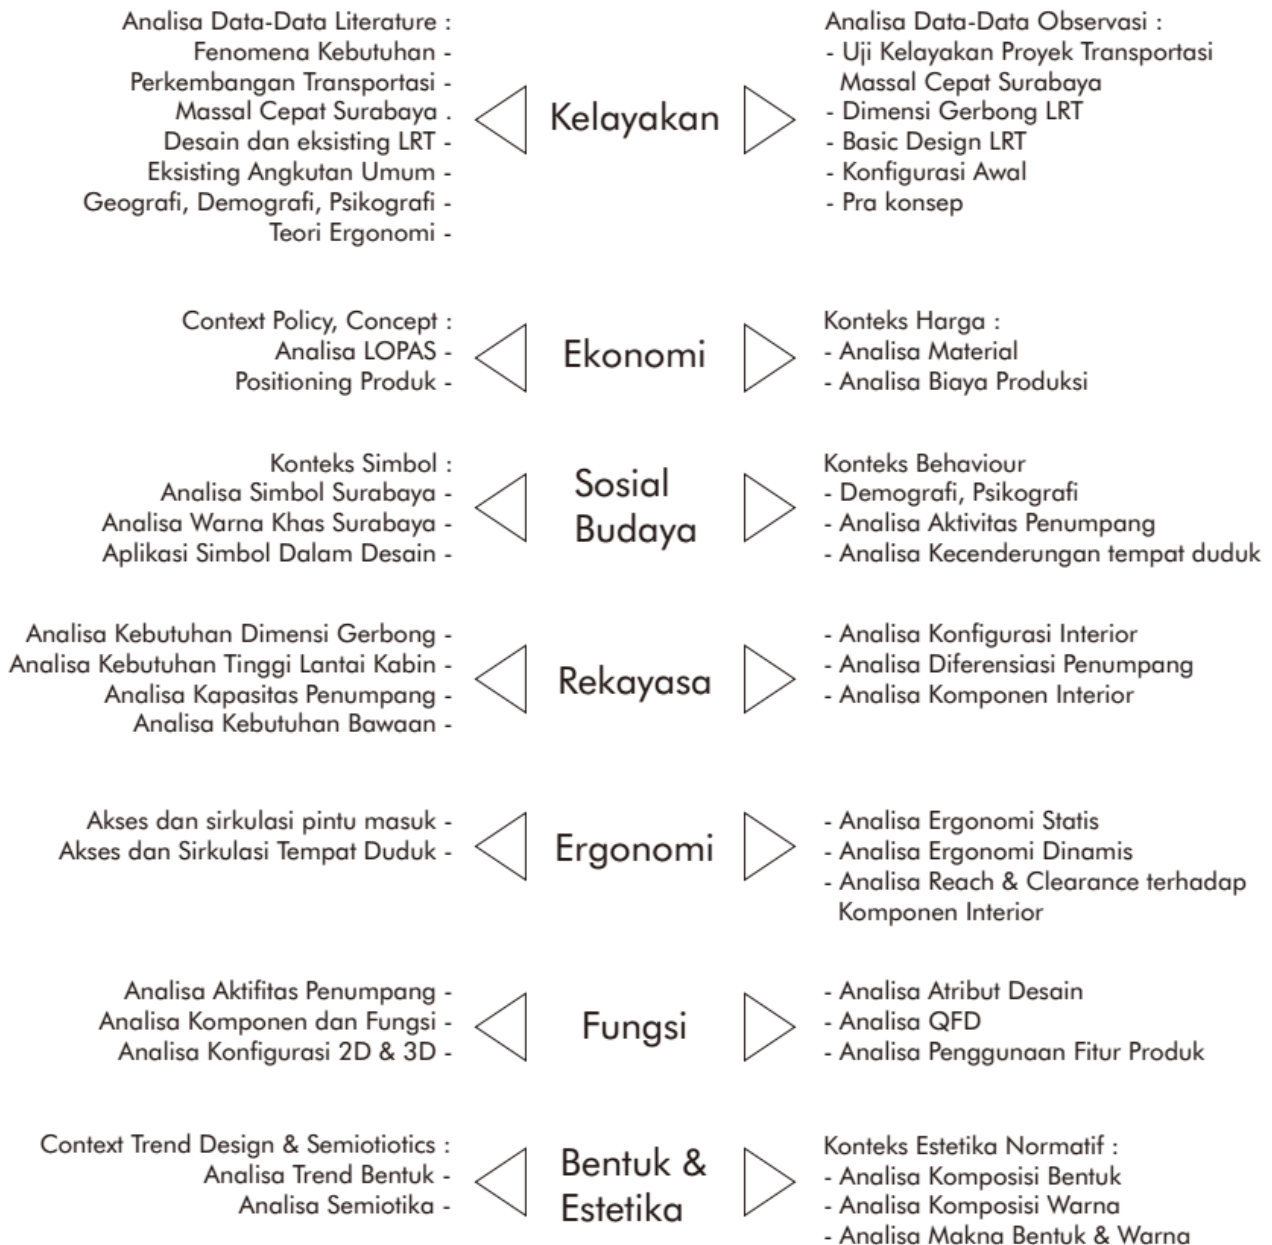 Analisa Data-Data Literature :
Fenomena Kebutuhan -
Perkembangan Transportasi -
Massal Cepat Surabaya .
Desain dan eksisting LRT -
Eksisting Angkutan Umum -
Geografi, Demografi, Psikografi -
Teori Ergonomi -
Kelayakan
Analisa Data-Data Observasi :
- Uji Kelayakan Proyek Transportasi
Massal Cepat Surabaya
- Dimensi Gerbong LRT
- Basic Design LRT
- Konfigurasi Awal
- Pra konsep
Context Policy, Concept :
Analisa LOPAS -
Positioning Produk -
Ekonomi
Konteks Harga :
- Analisa Material
- Analisa Biaya Produksi
Konteks Simbol :
Analisa Simbol Surabaya -
Analisa Warna Khas Surabaya -
Aplikasi Simbol Dalam Desain -
Sosial
Budaya
Konteks Behaviour
- Demografi, Psikografi
- Analisa Aktivitas Penumpang
- Analisa Kecenderungan tempat duduk
Analisa Kebutuhan Dimensi Gerbong -
Analisa Kebutuhan Tinggi Lantai Kabin -
Analisa Kapasitas Penumpang -
Analisa Kebutuhan Bawaan -
Rekayasa
- Analisa Konfigurasi Interior
- Analisa Diferensiasi Penumpang
- Analisa Komponen Interior
Akses dan sirkulasi pintu masuk -
Akses dan Sirkulasi Tempat Duduk -
Ergonomi
- Analisa Ergonomi Statis
- Analisa Ergonomi Dinamis
- Analisa Reach & Clearance terhadap
Komponen Interior
Analisa Aktifitas Penumpang -
Analisa Komponen dan Fungsi -
Analisa Konfigurasi 2D & 3D -
Fungsi
- Analisa Atribut Desain
- Analisa QFD
- Analisa Penggunaan Fitur Produk
Context Trend Design & Semiotiotics :
Analisa Trend Bentuk -
Analisa Semiotika -
Bentuk &
Estetika
Konteks Estetika Normatif :
- Analisa Komposisi Bentuk
- Analisa Komposisi Warna
- Analisa Makna Bentuk & Warna